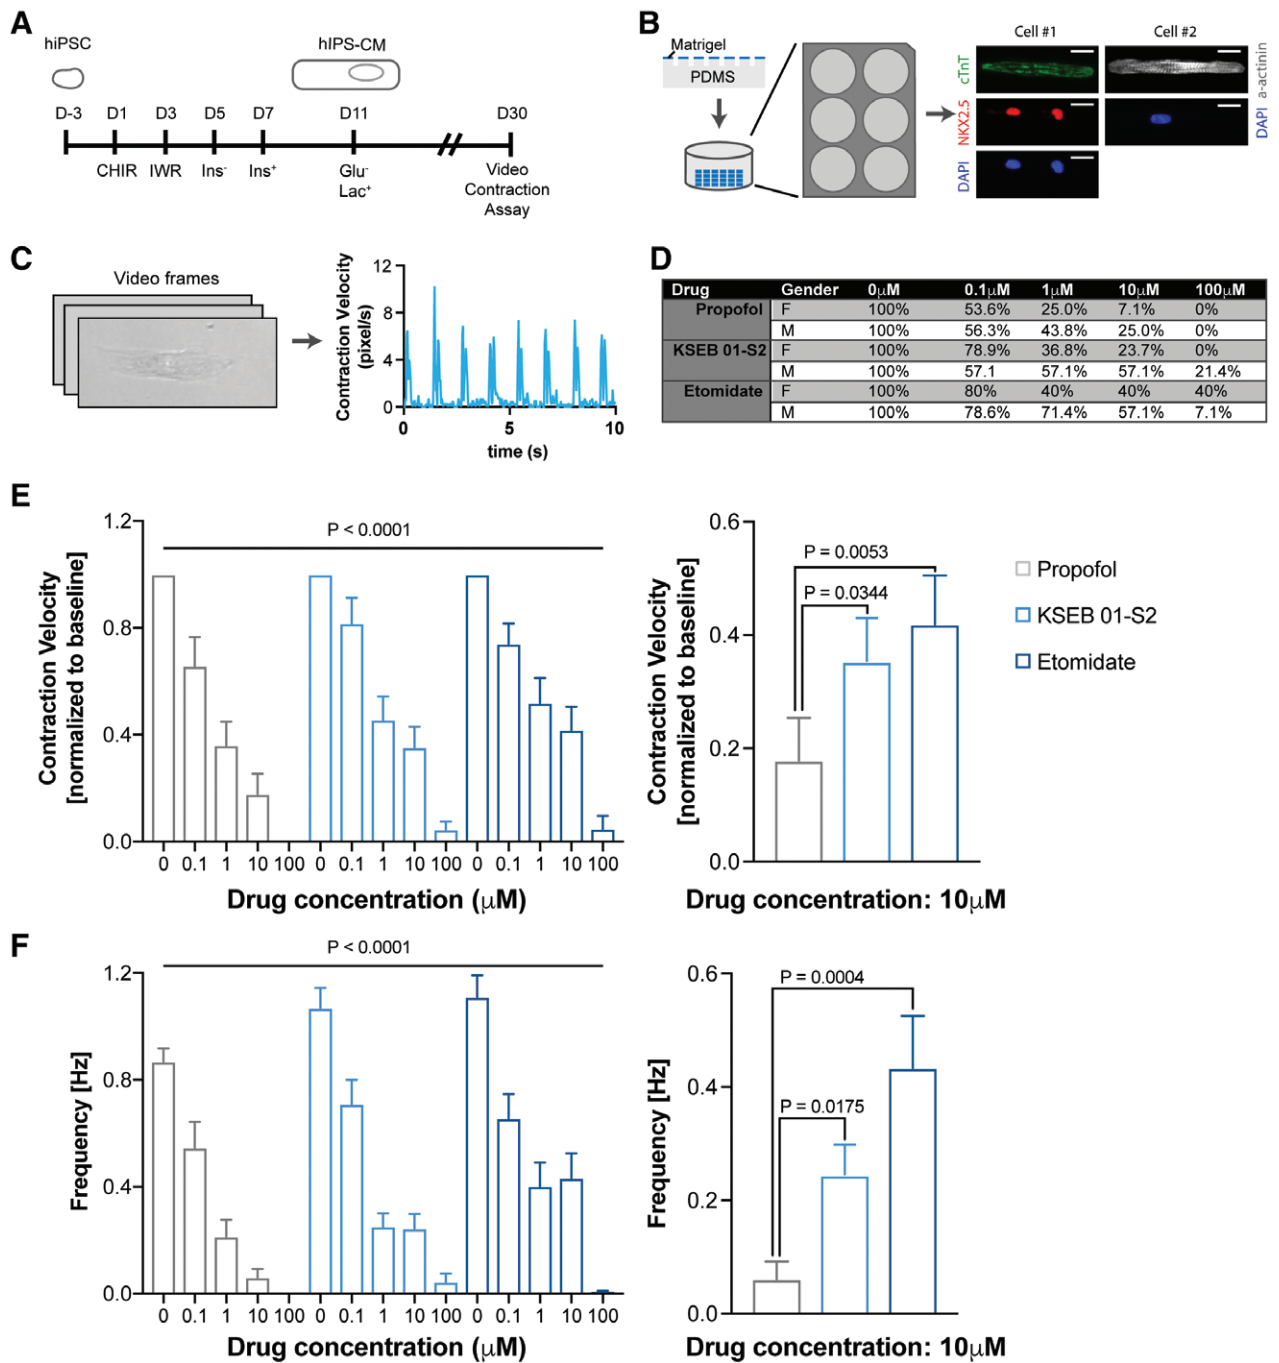 A
hiPSC
hIPS-CM
D-3 D1 D3 D5 D7 D11 D30
CHIR IWR Ins- Ins+ Glu- Video
Lac+ Contraction
Assay
B
Matrigel
PDMS
Cell #1 Cell #2
cTnT
NKX2.5
DAPI
a-actinin
DAPI
C
Video frames
Contraction Velocity
(pixel/s)
12
8
4
0
0 5 10
time (s)
D
Drug Gender 0μM 0.1μM 1μM 10μM 100μM
Propofol F 100% 53.6% 25.0% 7.1% 0%
M 100% 56.3% 43.8% 25.0% 0%
KSEB 01-S2 F 100% 78.9% 36.8% 23.7% 0%
M 100% 57.1 57.1% 57.1% 21.4%
Etomidate F 100% 80% 40% 40% 40%
M 100% 78.6% 71.4% 57.1% 7.1%
E
P < 0.0001
Contraction Velocity
[normalized to baseline]
1.2
0.8
0.4
0.0
0 0.1 1 10 100 0 0.1 1 10 100 0 0.1 1 10 100
Drug concentration (μM)
Contraction Velocity
[normalized to baseline]
0.6
0.4
0.2
0.0
P = 0.0053
P = 0.0344
Drug concentration: 10μM
Propofol
KSEB 01-S2
Etomidate
F
P < 0.0001
Frequency [Hz]
1.2
0.8
0.4
0.0
0 0.1 1 10 100 0 0.1 1 10 100 0 0.1 1 10 100
Drug concentration (μM)
Frequency [Hz]
0.6
0.4
0.2
0.0
P = 0.0004
P = 0.0175
Drug concentration: 10μM